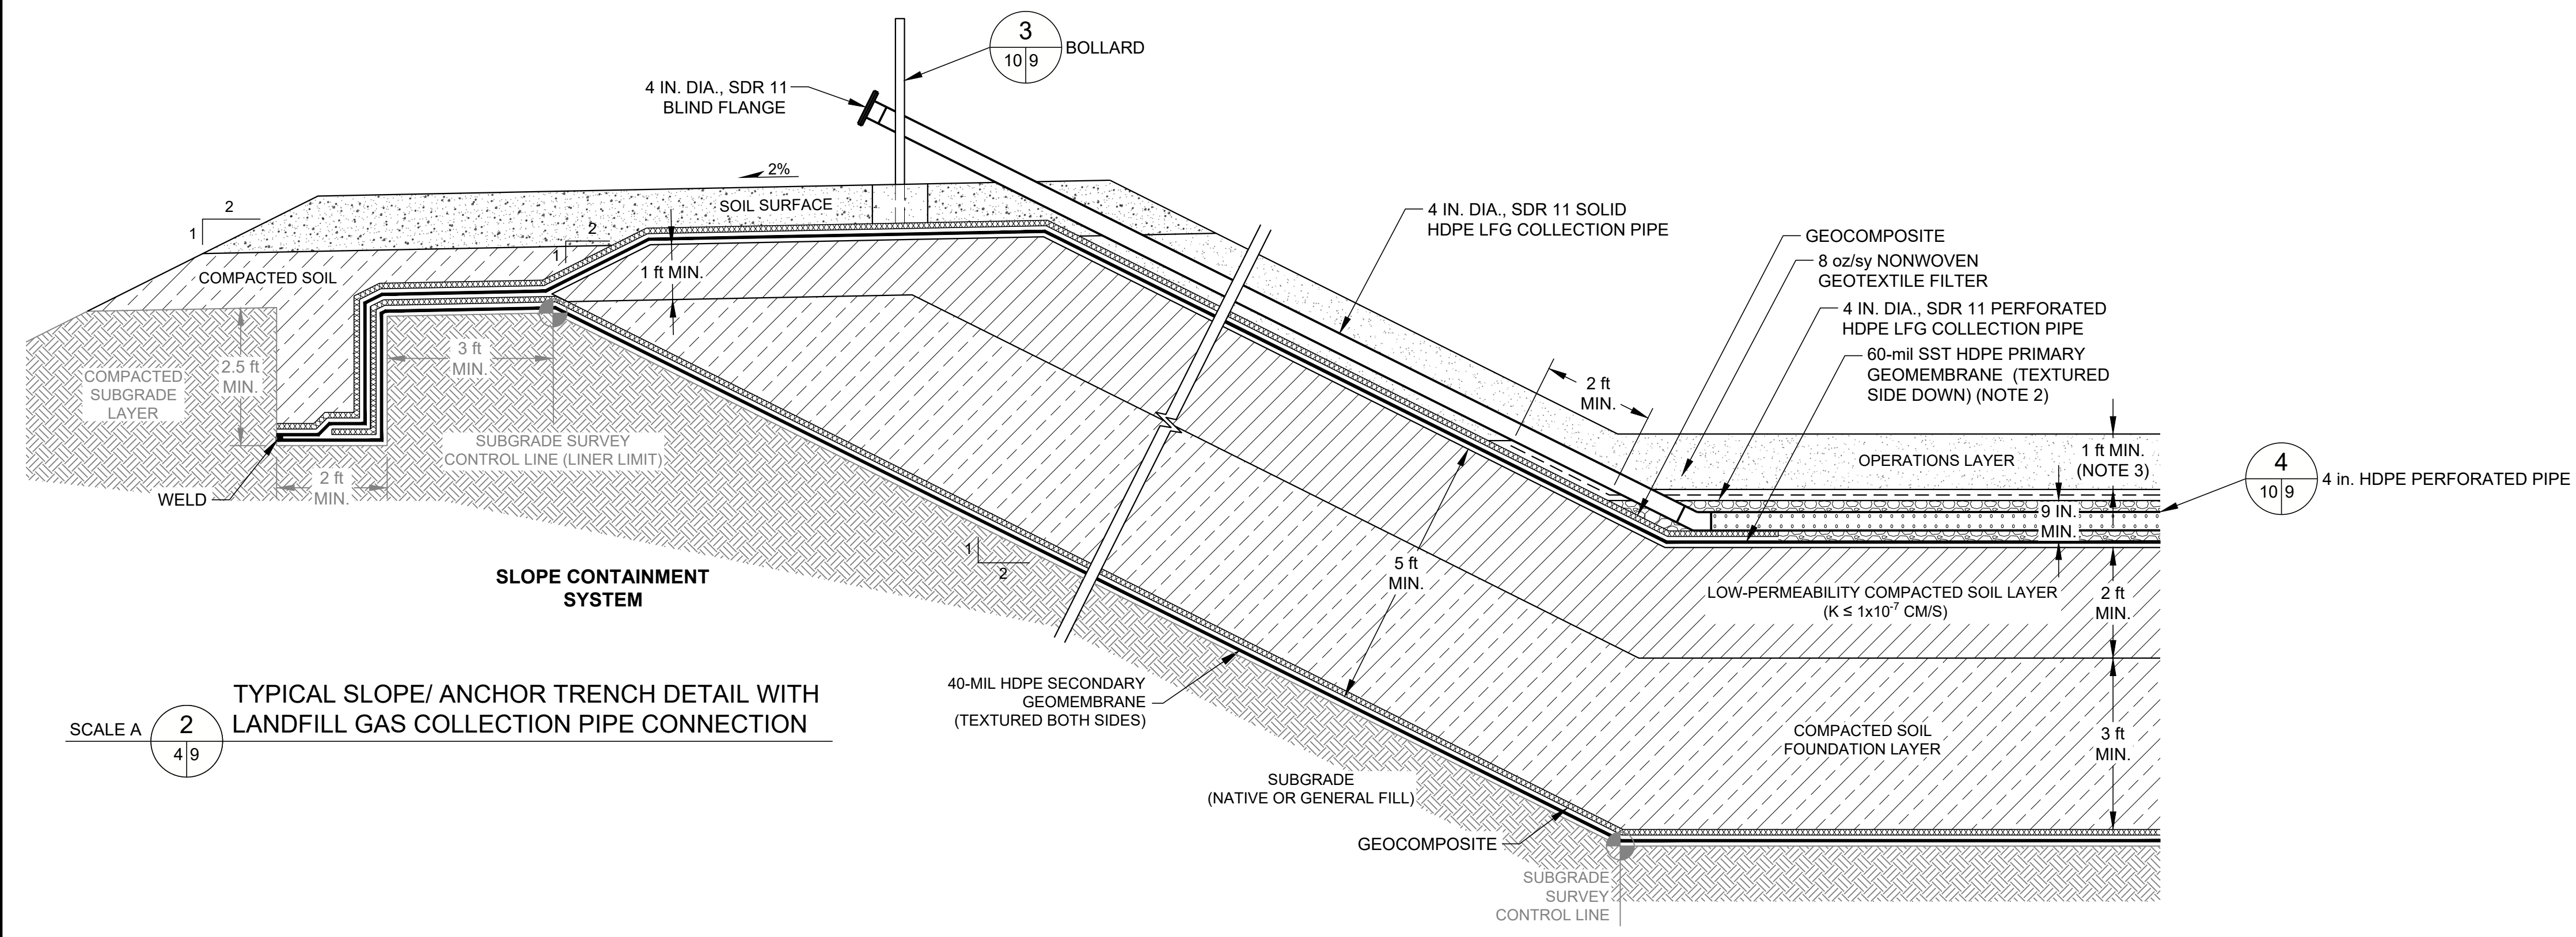 3
10 9
BOLLARD
4 IN. DIA., SDR 11
BLIND FLANGE
2%
SOIL SURFACE
2
1
2
1
1 ft MIN.
COMPACTED SOIL
2.5 ft
MIN.
3 ft
MIN.
COMPACTED
SUBGRADE
LAYER
SUBGRADE SURVEY
CONTROL LINE (LINER LIMIT)
WELD
2 ft
MIN.
4 IN. DIA., SDR 11 SOLID
HDPE LFG COLLECTION PIPE
GEOCOMPOSITE
8 oz/sy NONWOVEN
GEOTEXTILE FILTER
4 IN. DIA., SDR 11 PERFORATED
HDPE LFG COLLECTION PIPE
60-mil SST HDPE PRIMARY
GEOMEMBRANE (TEXTURED
SIDE DOWN) (NOTE 2)
2 ft
MIN.
OPERATIONS LAYER
1 ft MIN.
(NOTE 3)
4
10 9
4 in. HDPE PERFORATED PIPE
9 IN.
MIN.
5 ft
MIN.
LOW-PERMEABILITY COMPACTED SOIL LAYER
(K ≤ 1x10⁻⁷ CM/S)
2 ft
MIN.
1
2
SLOPE CONTAINMENT
SYSTEM
40-MIL HDPE SECONDARY
GEOMEMBRANE
(TEXTURED BOTH SIDES)
COMPACTED SOIL
FOUNDATION LAYER
3 ft
MIN.
SUBGRADE
(NATIVE OR GENERAL FILL)
GEOCOMPOSITE
SUBGRADE
SURVEY
CONTROL LINE
SCALE A
2
4 9
TYPICAL SLOPE/ ANCHOR TRENCH DETAIL WITH
LANDFILL GAS COLLECTION PIPE CONNECTION